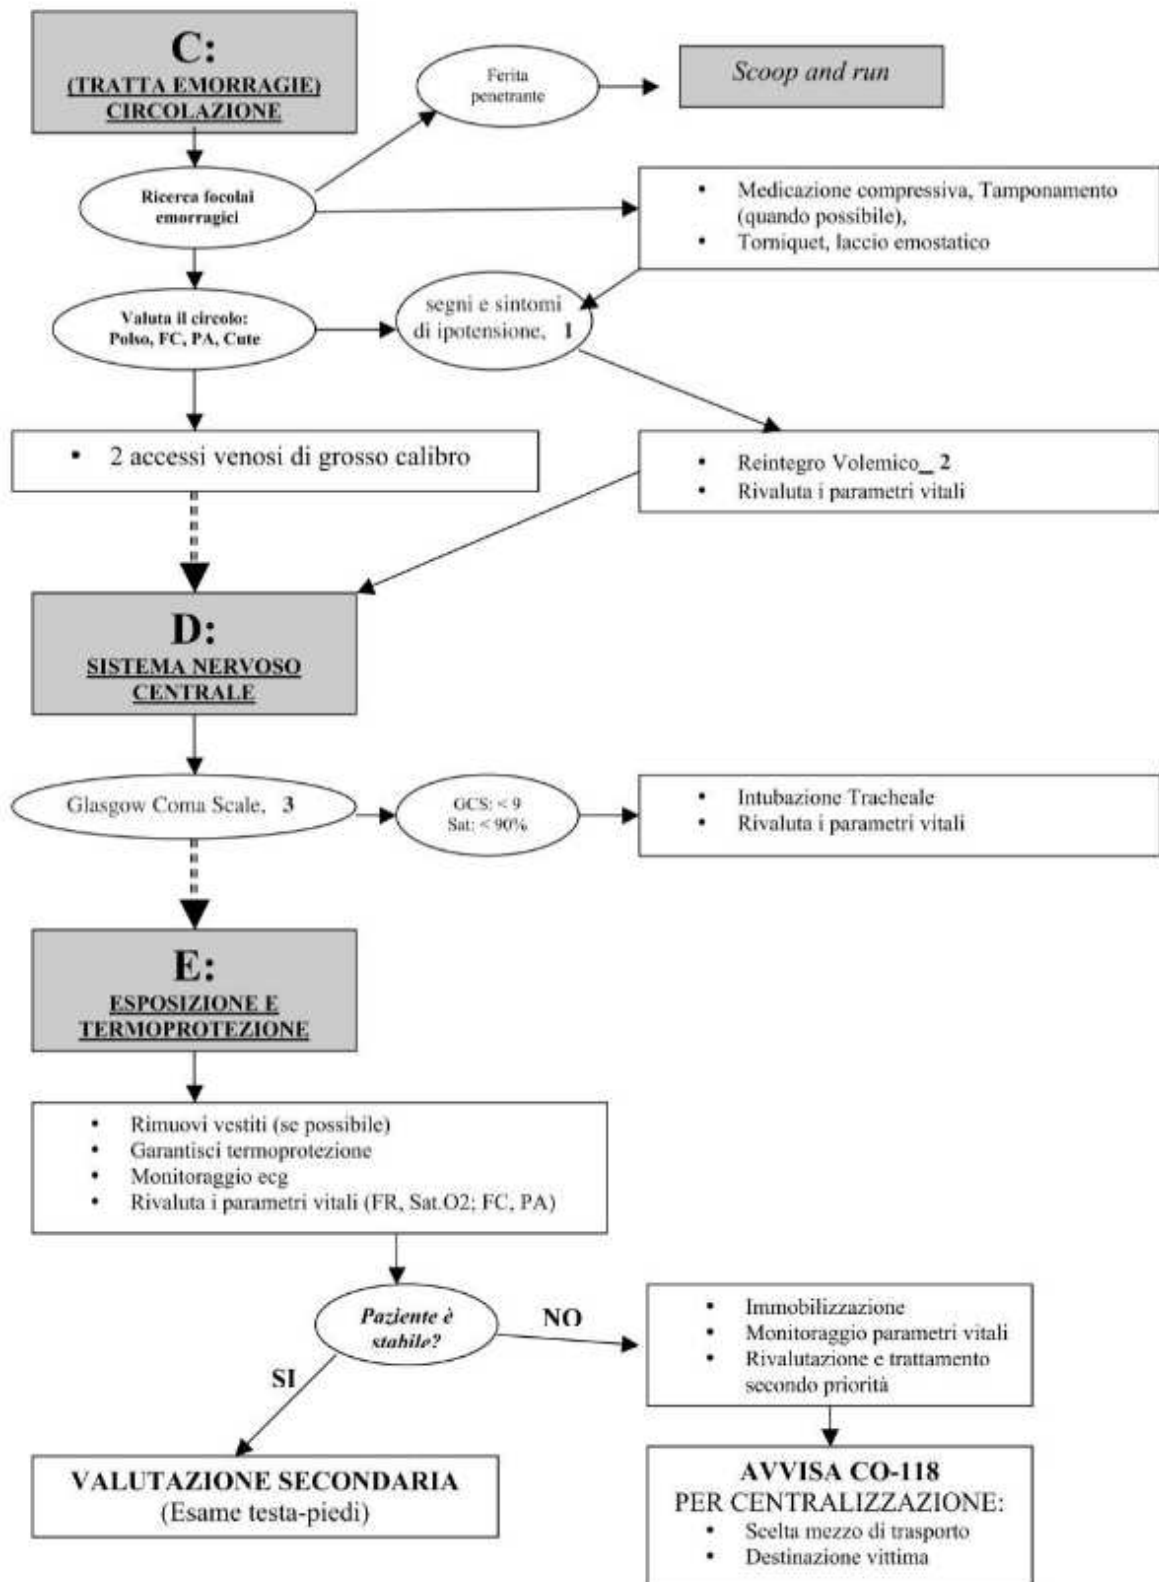 C:
(TRATTA EMORRAGIE)
CIRCOLAZIONE
Ferita
penetrante
Scoop and run
Ricerca focolai
emorragici
• Medicazione compressiva, Tamponamento
(quando possibile),
• Torniquet, laccio emostatico
Valuta il circolo:
Polso, FC, PA, Cute
segni e sintomi
di ipotensione, 1
• 2 accessi venosi di grosso calibro
• Reintegro Volemico_ 2
• Rivaluta i parametri vitali
D:
SISTEMA NERVOSO
CENTRALE
Glasgow Coma Scale, 3
GCS: < 9
Sat: < 90%
• Intubazione Tracheale
• Rivaluta i parametri vitali
E:
ESPOSIZIONE E
TERMOPROTEZIONE
• Rimuovi vestiti (se possibile)
• Garantisci termoprotezione
• Monitoraggio ecg
• Rivaluta i parametri vitali (FR, Sat.O2; FC, PA)
Paziente è
stabile?
NO
SI
• Immobilizzazione
• Monitoraggio parametri vitali
• Rivalutazione e trattamento
secondo priorità
VALUTAZIONE SECONDARIA
(Esame testa-piedi)
AVVISA CO-118
PER CENTRALIZZAZIONE:
• Scelta mezzo di trasporto
• Destinazione vittima